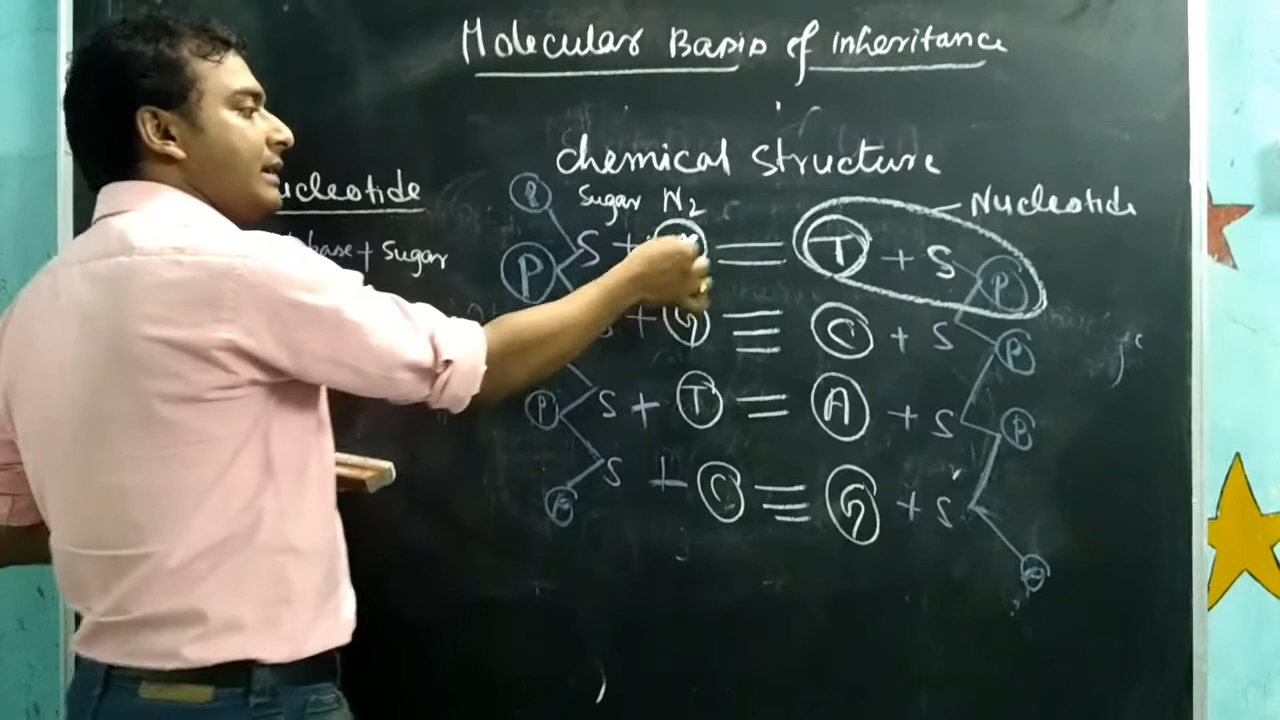 Molecular Basis of Inheritance
chemical structure
ucleotide
Sugar N2
Nucleotide
base + Sugar
P
P S + = T + S P
+ G ≡ C + S P
P S + T = A + S P
P S + C ≡ G + S P